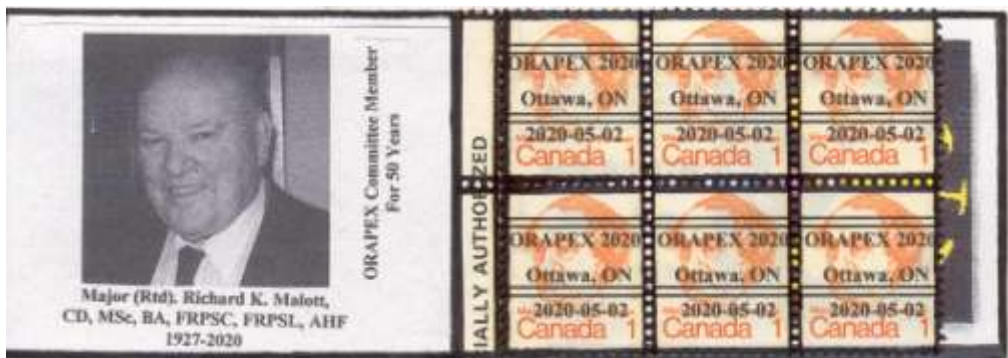 ORAPEX Committee Member
For 50 Years
Major (Rtd). Richard K. Malott,
CD, MSc, BA, FRPSC, FRPSL, AHF
1927-2020
IALLY AUTHORIZED
ORAPEX 2020 ORAPEX 2020 ORAPEX 2020
Ottawa, ON Ottawa, ON Ottawa, ON
2020-05-02 2020-05-02 2020-05-02
Canada 1 Canada 1 Canada 1
ORAPEX 2020 ORAPEX 2020 ORAPEX 2020
Ottawa, ON Ottawa, ON Ottawa, ON
2020-05-02 2020-05-02 2020-05-02
Canada 1 Canada 1 Canada 1